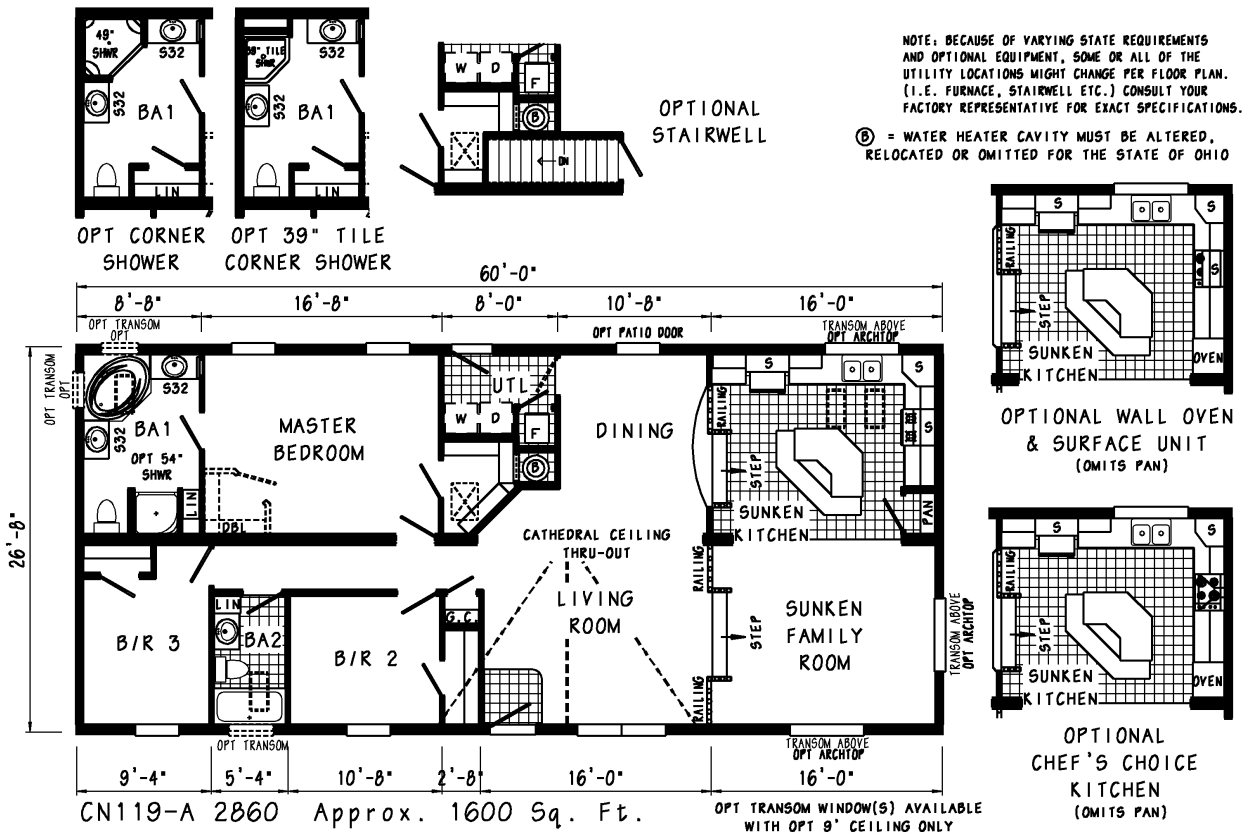 49"
SHWR
S32
S32
BA1
LIN
OPT CORNER
SHOWER
39" TILE
SHWR
S32
S32
BA1
LIN
OPT 39" TILE
CORNER SHOWER
W D
F
B
DN
OPTIONAL
STAIRWELL
NOTE: BECAUSE OF VARYING STATE REQUIREMENTS
AND OPTIONAL EQUIPMENT, SOME OR ALL OF THE
UTILITY LOCATIONS MIGHT CHANGE PER FLOOR PLAN.
(I.E. FURNACE, STAIRWELL ETC.) CONSULT YOUR
FACTORY REPRESENTATIVE FOR EXACT SPECIFICATIONS.
B = WATER HEATER CAVITY MUST BE ALTERED,
RELOCATED OR OMITTED FOR THE STATE OF OHIO
60'-0"
8'-8" 16'-8" 8'-0" 10'-8" 16'-0"
OPT TRANSOM
OPT
OPT PATIO DOOR
TRANSOM ABOVE
OPT ARCHTOP
OPT TRANSOM
OPT
26'-8"
S32
S32
BA1
OPT 54"
SHWR
LIN
MASTER
BEDROOM
DBL
UTL
W D
F
B
DINING
S
S
S
RAILING
STEP
SUNKEN
KITCHEN
PAN
CATHEDRAL CEILING
THRU-OUT
LIVING
ROOM
RAILING
STEP
RAILING
SUNKEN
FAMILY
ROOM
TRANSOM ABOVE
OPT ARCHTOP
B/R 3
LIN
BA2
B/R 2
G.C.
OPT TRANSOM
TRANSOM ABOVE
OPT ARCHTOP
9'-4" 5'-4" 10'-8" 2'-8" 16'-0" 16'-0"
CN119-A 2860 Approx. 1600 Sq. Ft.
OPT TRANSOM WINDOW(S) AVAILABLE
WITH OPT 9' CEILING ONLY
S
S
S
RAILING
STEP
SUNKEN
KITCHEN
OVEN
OPTIONAL WALL OVEN
& SURFACE UNIT
(OMITS PAN)
S
S
RAILING
STEP
SUNKEN
KITCHEN
OVEN
OPTIONAL
CHEF'S CHOICE
KITCHEN
(OMITS PAN)